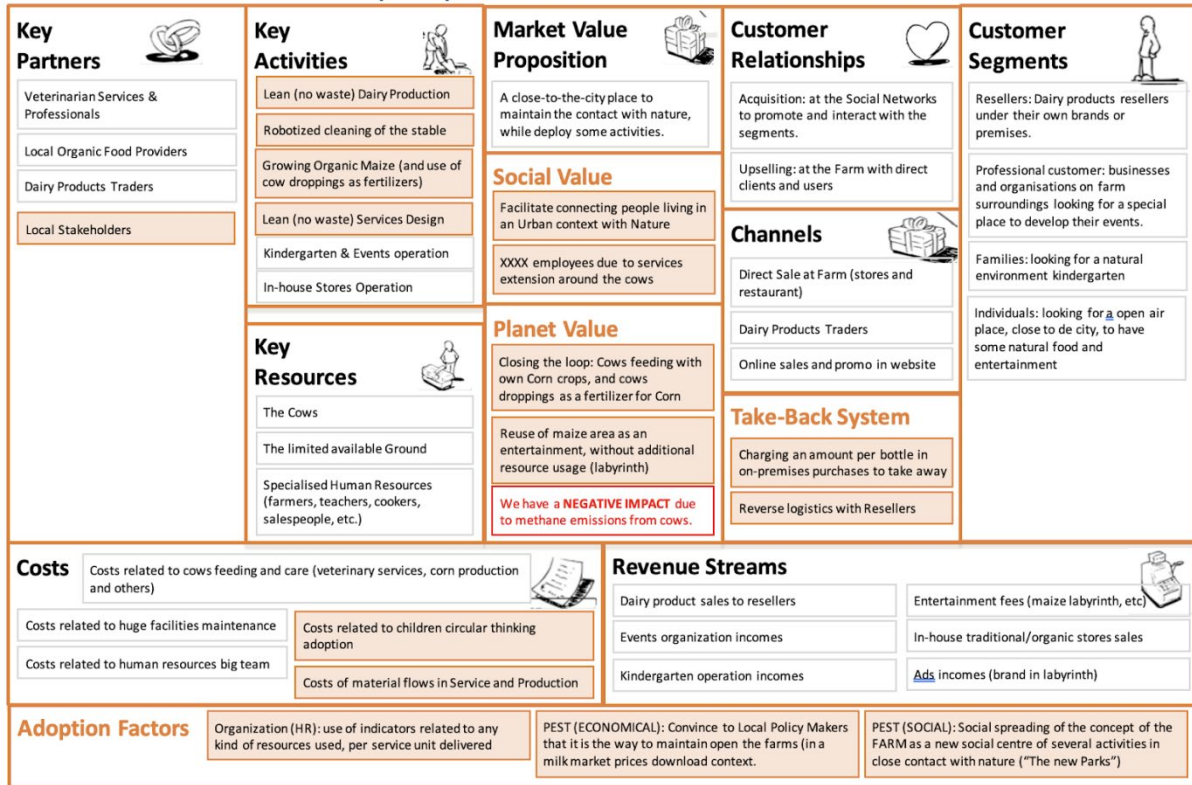 Key
Partners
Veterinarian Services &
Professionals
Local Organic Food Providers
Dairy Products Traders
Local Stakeholders
Key
Activities
Lean (no waste) Dairy Production
Robotized cleaning of the stable
Growing Organic Maize (and use of
cow droppings as fertilizers)
Lean (no waste) Services Design
Kindergarten & Events operation
In-house Stores Operation
Key
Resources
The Cows
The limited available Ground
Specialised Human Resources
(farmers, teachers, cookers,
salespeople, etc.)
Market Value
Proposition
A close-to-the-city place to
maintain the contact with nature,
while deploy some activities.
Social Value
Facilitate connecting people living in
an Urban context with Nature
XXXX employees due to services
extension around the cows
Planet Value
Closing the loop: Cows feeding with
own Corn crops, and cows
droppings as a fertilizer for Corn
Reuse of maize area as an
entertainment, without additional
resource usage (labyrinth)
We have a NEGATIVE IMPACT due
to methane emissions from cows.
Customer
Relationships
Acquisition: at the Social Networks
to promote and interact with the
segments.
Upselling: at the Farm with direct
clients and users
Channels
Direct Sale at Farm (stores and
restaurant)
Dairy Products Traders
Online sales and promo in website
Take-Back System
Charging an amount per bottle in
on-premises purchases to take away
Reverse logistics with Resellers
Customer
Segments
Resellers: Dairy products resellers
under their own brands or
premises.
Professional customer: businesses
and organisations on farm
surroundings looking for a special
place to develop their events.
Families: looking for a natural
environment kindergarten
Individuals: looking for a open air
place, close to de city, to have
some natural food and
entertainment
Costs
Costs related to cows feeding and care (veterinary services, corn production
and others)
Costs related to huge facilities maintenance
Costs related to human resources big team
Costs related to children circular thinking
adoption
Costs of material flows in Service and Production
Revenue Streams
Dairy product sales to resellers
Events organization incomes
Kindergarten operation incomes
Entertainment fees (maize labyrinth, etc)
In-house traditional/organic stores sales
Ads incomes (brand in labyrinth)
Adoption Factors
Organization (HR): use of indicators related to any
kind of resources used, per service unit delivered
PEST (ECONOMICAL): Convince to Local Policy Makers
that it is the way to maintain open the farms (in a
milk market prices download context.
PEST (SOCIAL): Social spreading of the concept of the
FARM as a new social centre of several activities in
close contact with nature ("The new Parks")